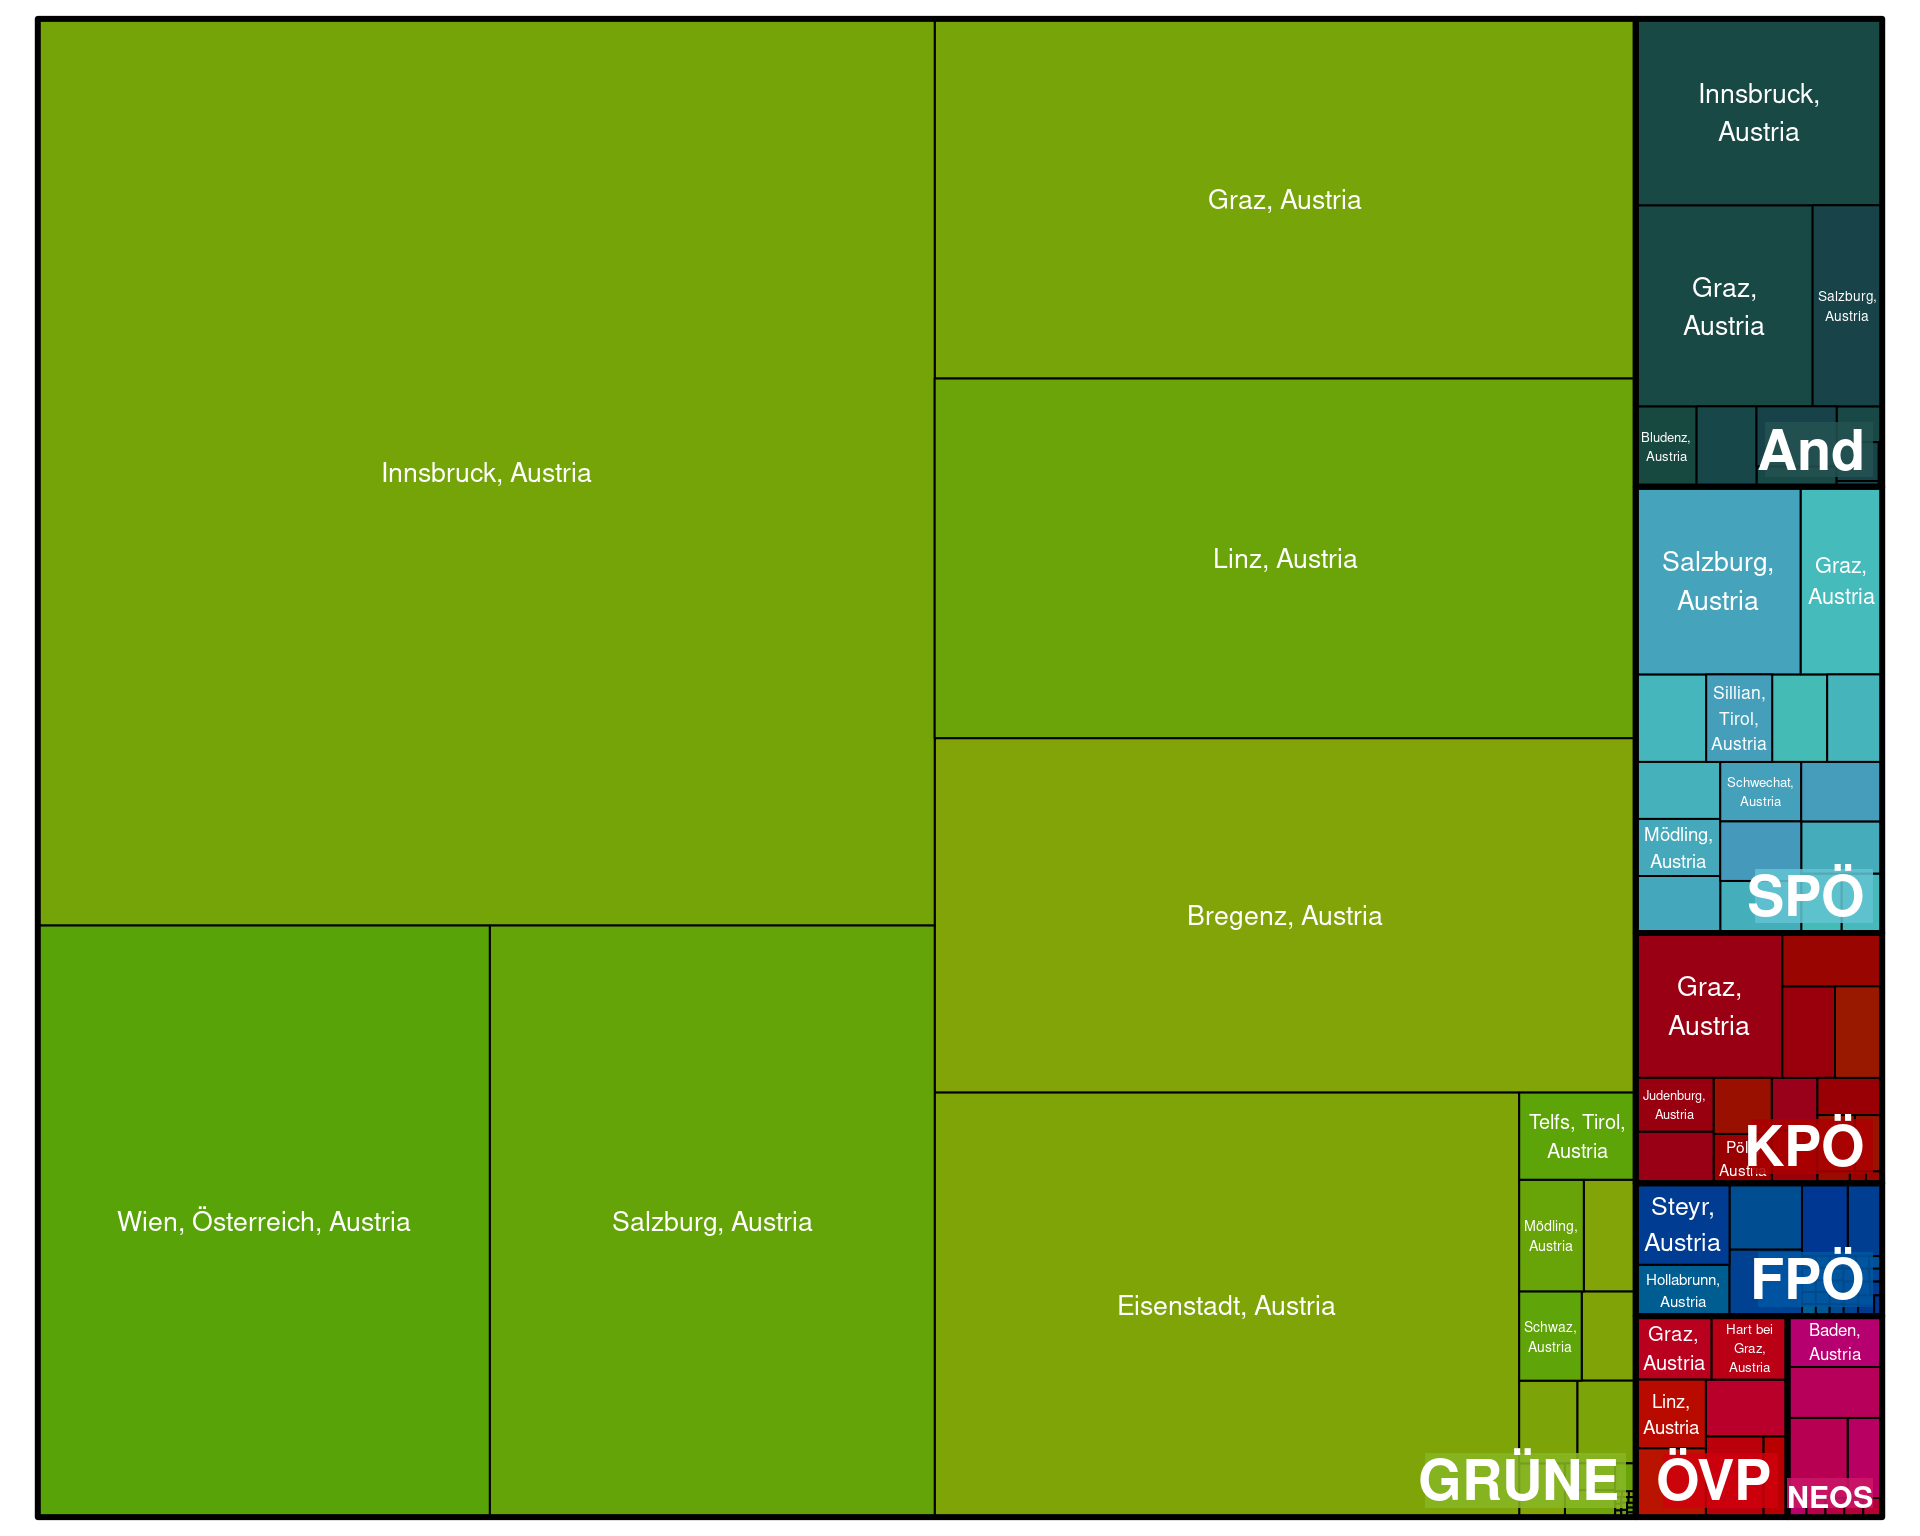 Innsbruck, Austria
Graz, Austria
Linz, Austria
Bregenz, Austria
Wien, Österreich, Austria
Salzburg, Austria
Eisenstadt, Austria
Telfs, Tirol,
Austria
Mödling,
Austria
Schwaz,
Austria
GRÜNE
Innsbruck,
Austria
Graz,
Austria
Salzburg,
Austria
Bludenz,
Austria
And
Salzburg,
Austria
Graz,
Austria
Sillian,
Tirol,
Austria
Schwechat,
Austria
Mödling,
Austria
SPÖ
Graz,
Austria
Judenburg,
Austria
Austria
KPÖ
Steyr,
Austria
Hollabrunn,
Austria
FPÖ
Graz,
Austria
Hart bei
Graz,
Austria
Linz,
Austria
ÖVP
Baden,
Austria
NEOS